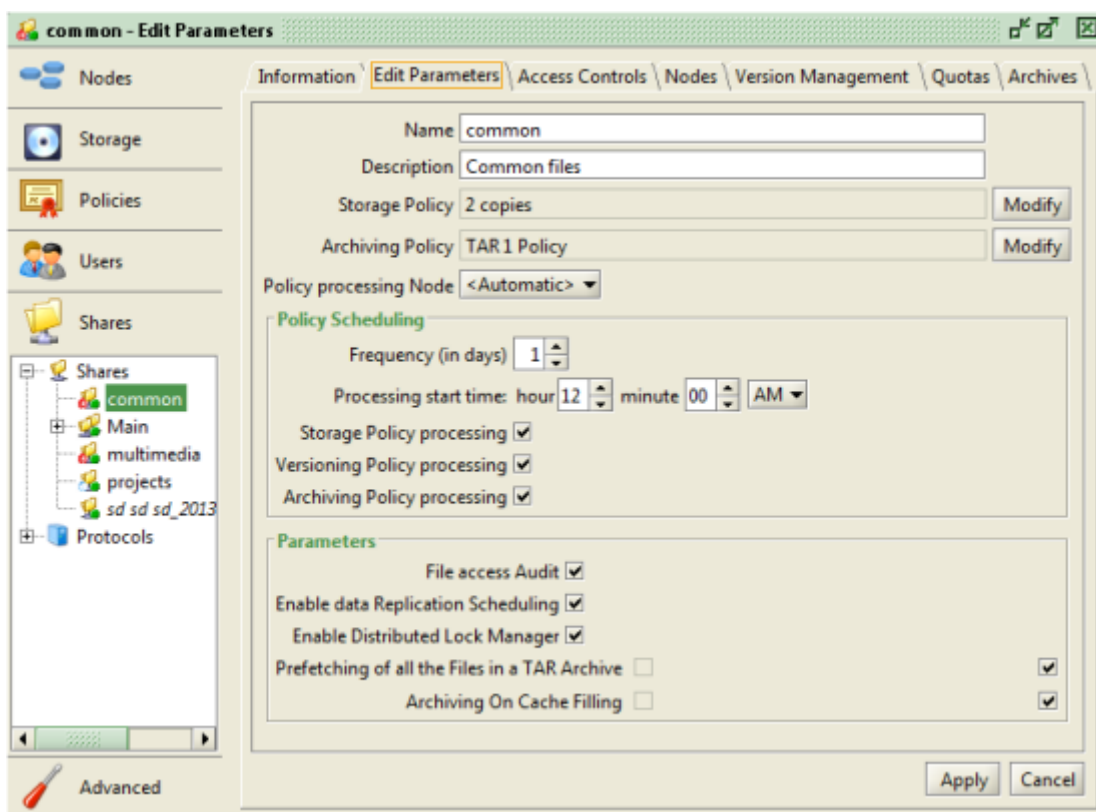 common - Edit Parameters
Nodes
Storage
Policies
Users
Shares
Shares
common
Main
multimedia
projects
sd sd sd_2013
Protocols
Advanced
Information Edit Parameters Access Controls Nodes Version Management Quotas Archives
Name common
Description Common files
Storage Policy 2 copies Modify
Archiving Policy TAR1 Policy Modify
Policy processing Node <Automatic>
Policy Scheduling
Frequency (in days) 1
Processing start time: hour 12 minute 00 AM
Storage Policy processing
Versioning Policy processing
Archiving Policy processing
Parameters
File access Audit
Enable data Replication Scheduling
Enable Distributed Lock Manager
Prefetching of all the Files in a TAR Archive
Archiving On Cache Filling
Apply Cancel